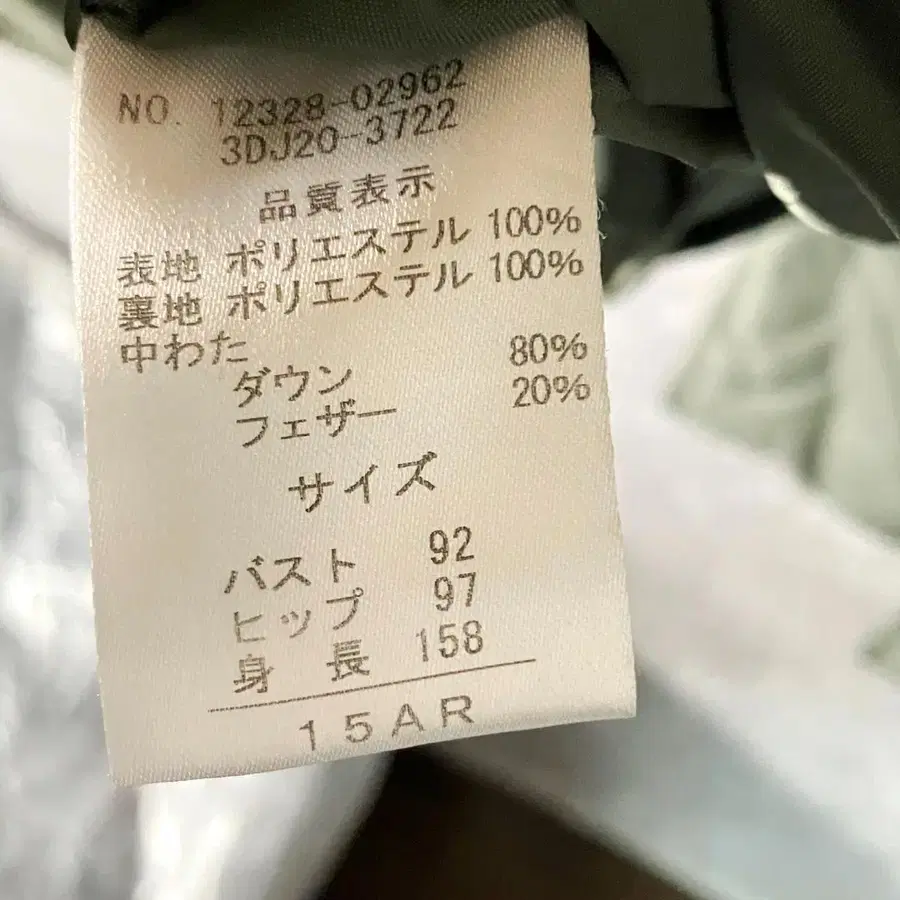 NO. 12328-02962
3DJ20-3722
品質表示
表地 ポリエステル 100%
裏地 ポリエステル 100%
中わた
ダウン 80%
フェザー 20%
サイズ
バスト 92
ヒップ 97
身長 158
15AR